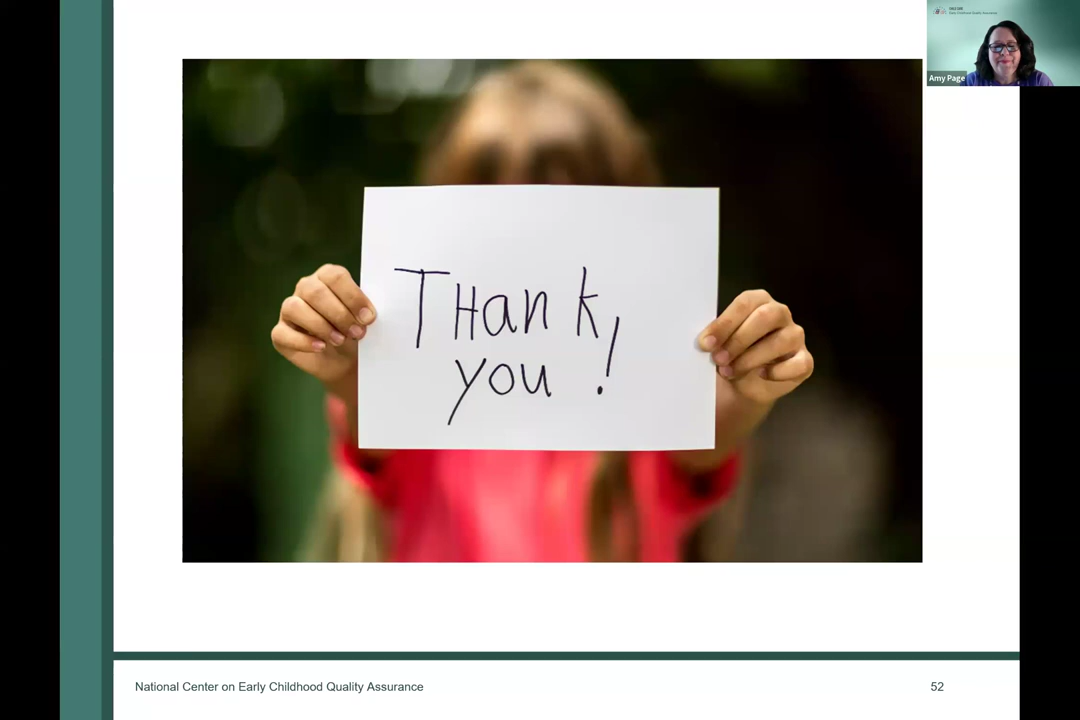 Amy Page
THank,
you !
National Center on Early Childhood Quality Assurance
52